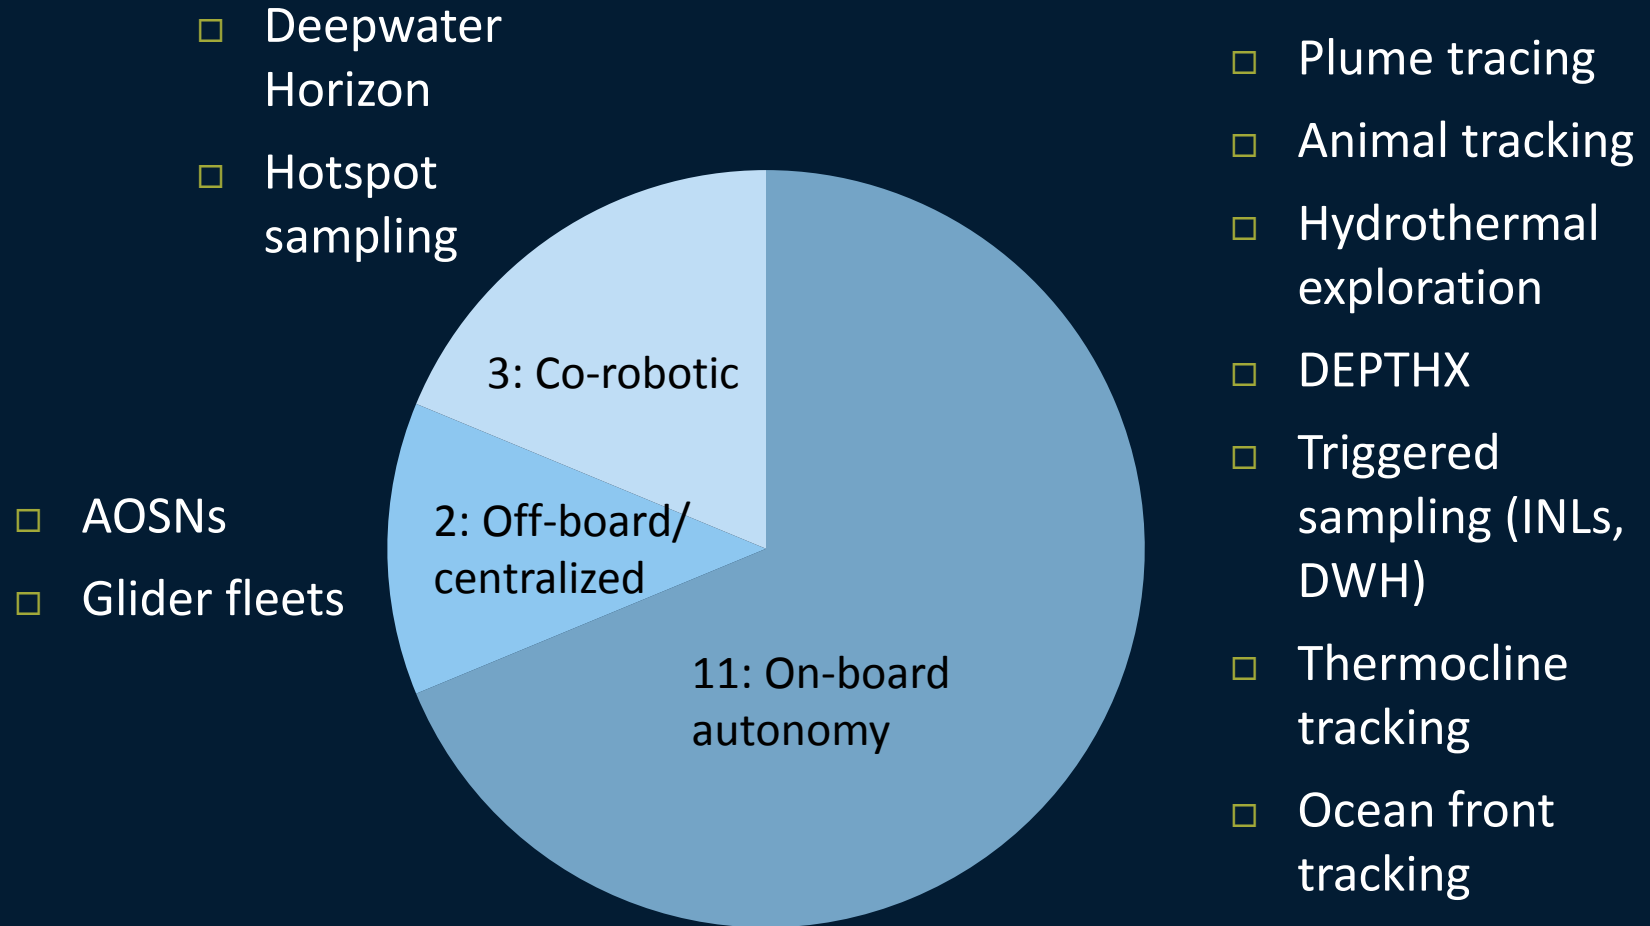 Deepwater
Horizon
Hotspot
sampling
3: Co-robotic
AOSNs
Glider fleets
2: Off-board/
centralized
11: On-board
autonomy
Plume tracing
Animal tracking
Hydrothermal
exploration
DEPTHX
Triggered
sampling (INLs,
DWH)
Thermocline
tracking
Ocean front
tracking